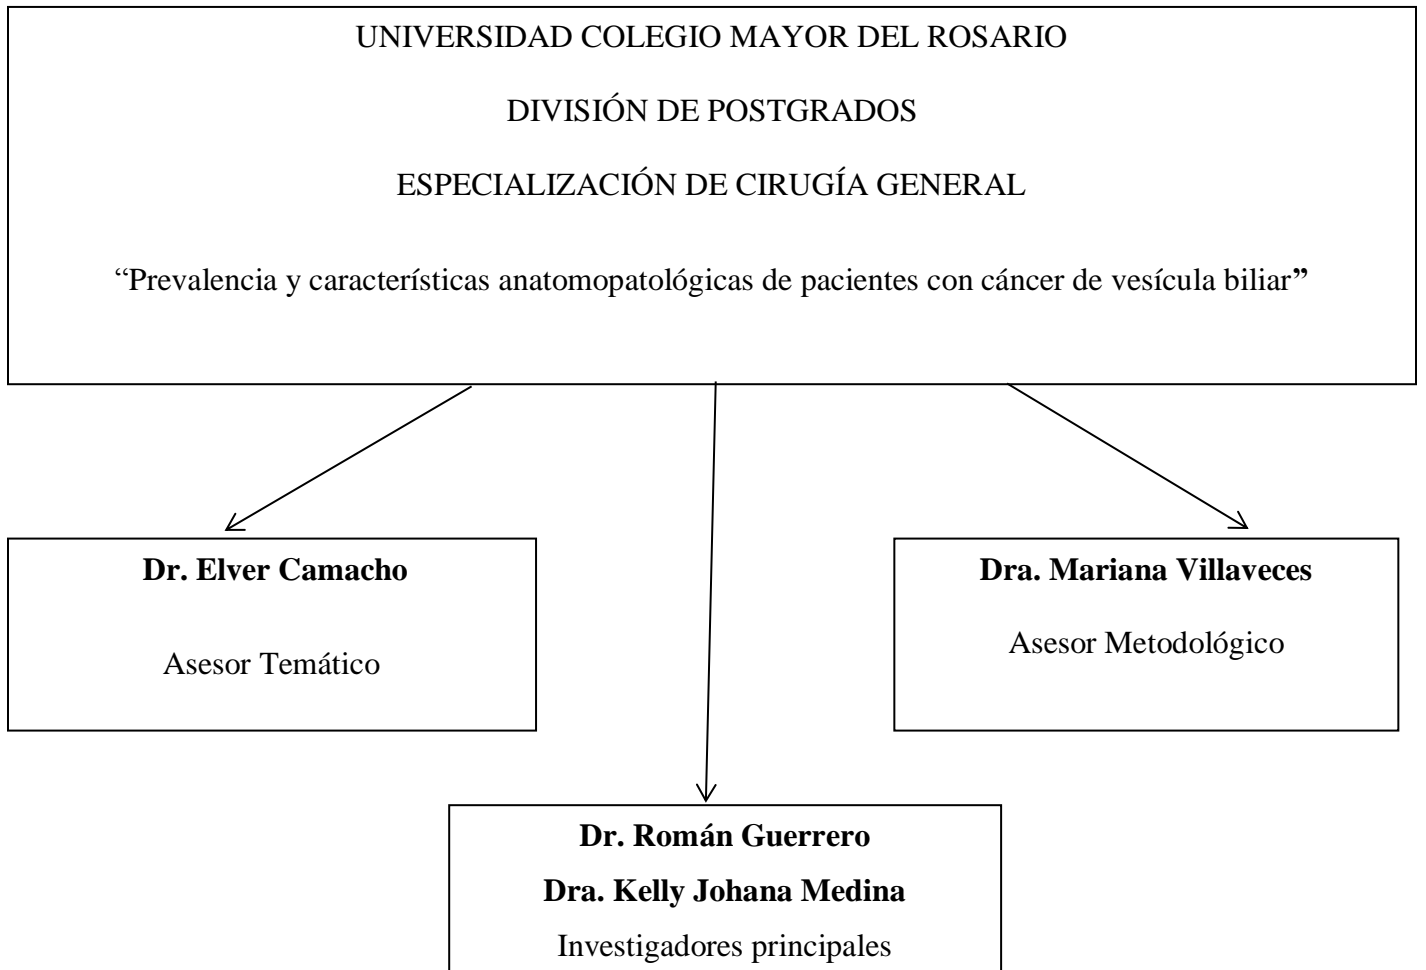 UNIVERSIDAD COLEGIO MAYOR DEL ROSARIO
DIVISIÓN DE POSTGRADOS
ESPECIALIZACIÓN DE CIRUGÍA GENERAL
“Prevalencia y características anatomopatológicas de pacientes con cáncer de vesícula biliar”
Dr. Elver Camacho
Asesor Temático
Dra. Mariana Villaveces
Asesor Metodológico
Dr. Román Guerrero
Dra. Kelly Johana Medina
Investigadores principales